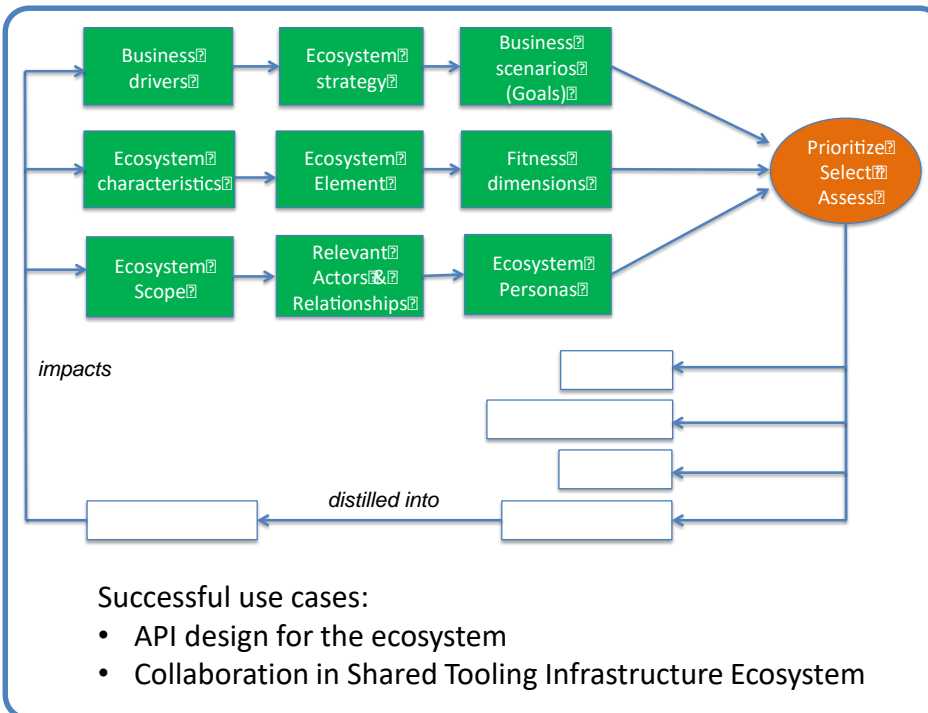 Business
drivers
Ecosystem
strategy
Business
scenarios
(Goals)
Ecosystem
characteristics
Ecosystem
Element
Fitness
dimensions
Prioritize
Select
Assess
Ecosystem
Scope
Relevant
Actors &
Relationships
Ecosystem
Personas
impacts
distilled into
Successful use cases:
• API design for the ecosystem
• Collaboration in Shared Tooling Infrastructure Ecosystem